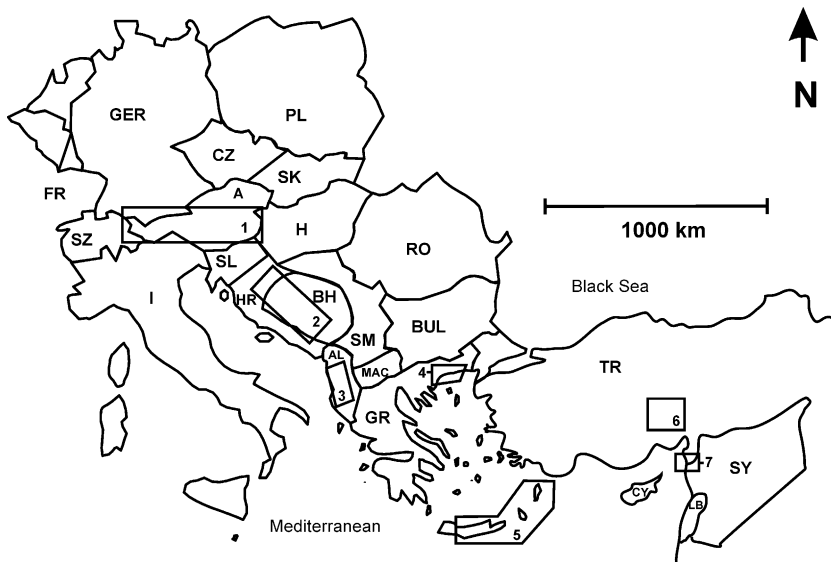 N
GER
PL
CZ
SK
FR
A
SZ
1
H
1000 km
SL
RO
I
HR
BH
Black Sea
2
SM
BUL
AL
MAC
4
TR
3
GR
6
7
SY
CY
LB
Mediterranean
5